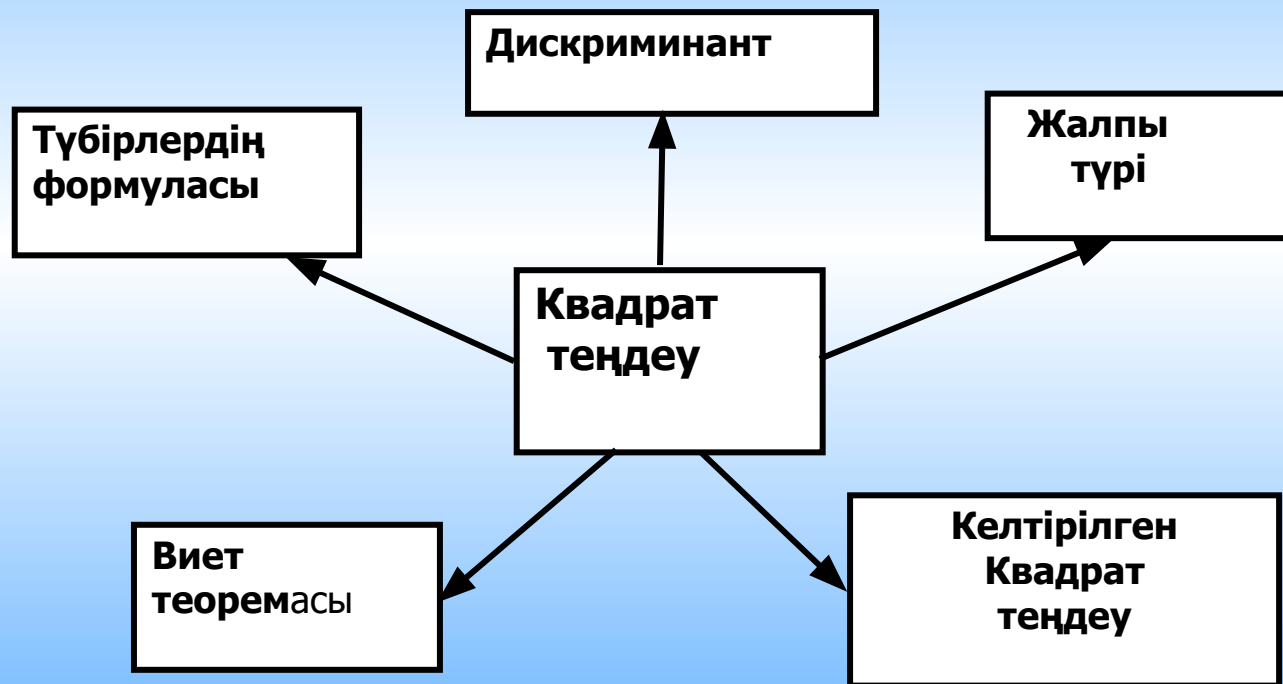 Дискриминант
Түбірлердің
формуласы
Жалпы
түрі
Квадрат
теңдеу
Виет
теоремасы
Келтірілген
Квадрат
теңдеу